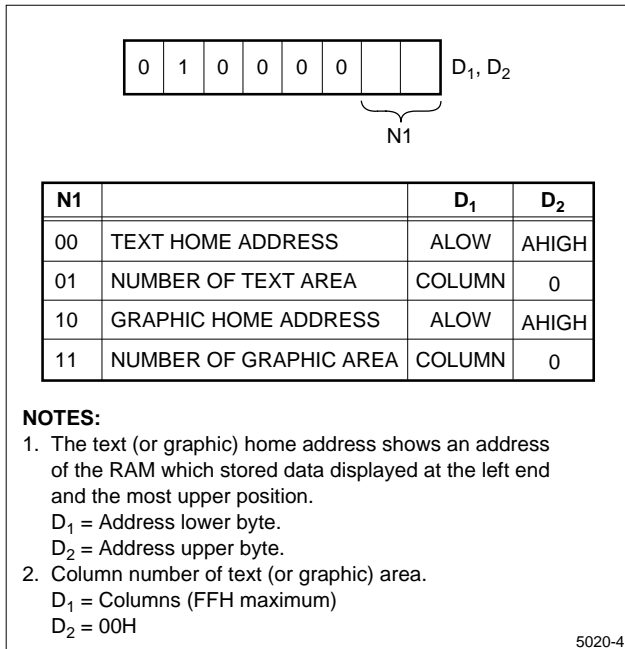 0 1 0 0 0 0 D1, D2
N1
N1 D1 D2
00 TEXT HOME ADDRESS ALOW AHIGH
01 NUMBER OF TEXT AREA COLUMN 0
10 GRAPHIC HOME ADDRESS ALOW AHIGH
11 NUMBER OF GRAPHIC AREA COLUMN 0
NOTES:
1. The text (or graphic) home address shows an address
of the RAM which stored data displayed at the left end
and the most upper position.
D1 = Address lower byte.
D2 = Address upper byte.
2. Column number of text (or graphic) area.
D1 = Columns (FFH maximum)
D2 = 00H
5020-4